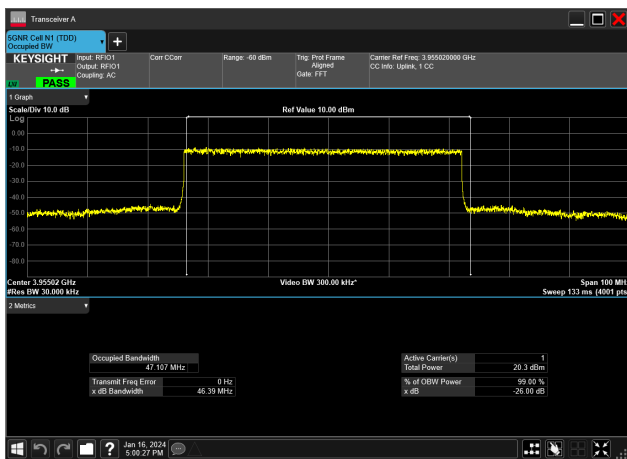 Transceiver A
5GNR Cell N1 (TDD)
Occupied BW
KEYSIGHT
LXI
PASS
Input: RFIO1
Output: RFIO1
Coupling: AC
Corr CCorr
Range: -60 dBm
Trig: Prot Frame
Aligned
Gate: FFT
Carrier Ref Freq: 3.955020000 GHz
CC Info: Uplink, 1 CC
1 Graph
Scale/Div 10.0 dB
Ref Value 10.00 dBm
Log
0.00
-10.0
-20.0
-30.0
-40.0
-50.0
-60.0
-70.0
-80.0
Center 3.95502 GHz
Video BW 300.00 kHz*
Span 100 MHz
#Res BW 30.000 kHz
Sweep 133 ms (4001 pts
2 Metrics
Occupied Bandwidth
47.107 MHz
Active Carrier(s) 1
Total Power 20.3 dBm
Transmit Freq Error 0 Hz
x dB Bandwidth 46.39 MHz
% of OBW Power 99.00 %
x dB -26.00 dB
?
Jan 16, 2024
5:00:27 PM